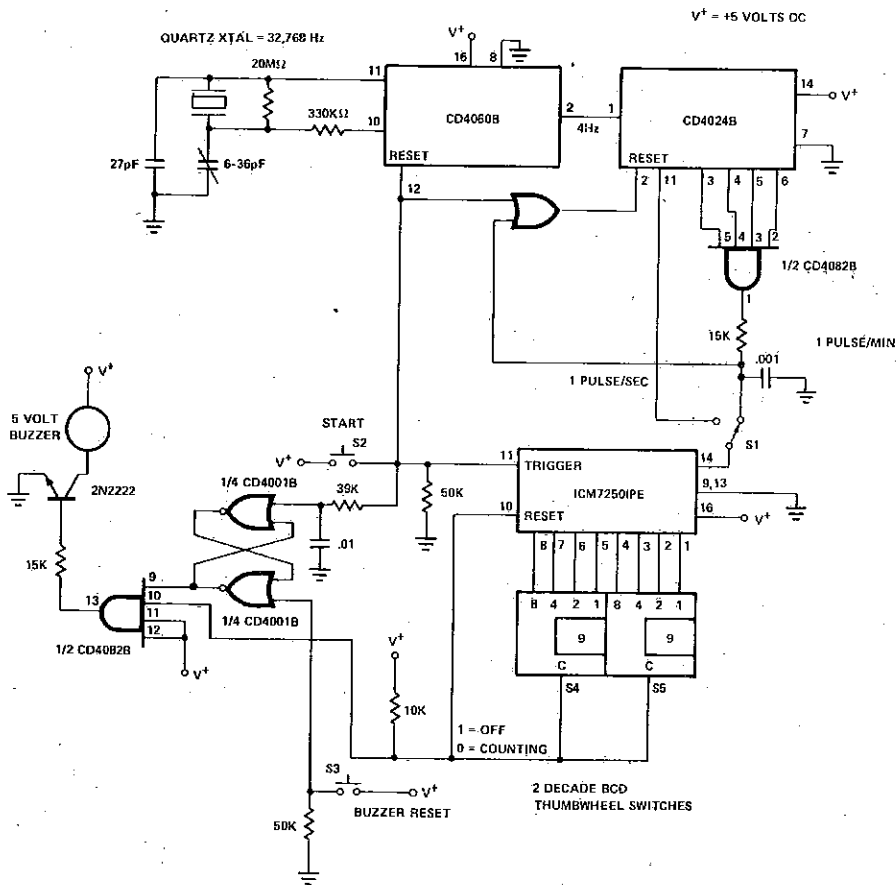 V+ = +5 VOLTS DC
QUARTZ XTAL = 32,768 Hz
V+
16
8
20MΩ
11
CD4060B
2
4Hz
1
CD4024B
14
V+
7
330KΩ
10
RESET
12
27pF
6-36pF
RESET
2
11
3
4
5
6
5
4
3
2
1/2 CD4082B
1
15K
1 PULSE/MIN
.001
1 PULSE/SEC
S1
V+
5 VOLT
BUZZER
2N2222
START
S2
V+
1/4 CD4001B
39K
50K
.01
11
TRIGGER
14
ICM7250IPE
9,13
10
RESET
16
V+
8
7
6
5
4
3
2
1
8
4
2
1
8
4
2
1
9
9
C
C
S4
S5
15K
9
13
10
11
12
1/2 CD4082B
V+
1/4 CD4001B
V+
10K
1 = OFF
0 = COUNTING
S3
V+
BUZZER RESET
50K
2 DECADE BCD
THUMBWHEEL SWITCHES